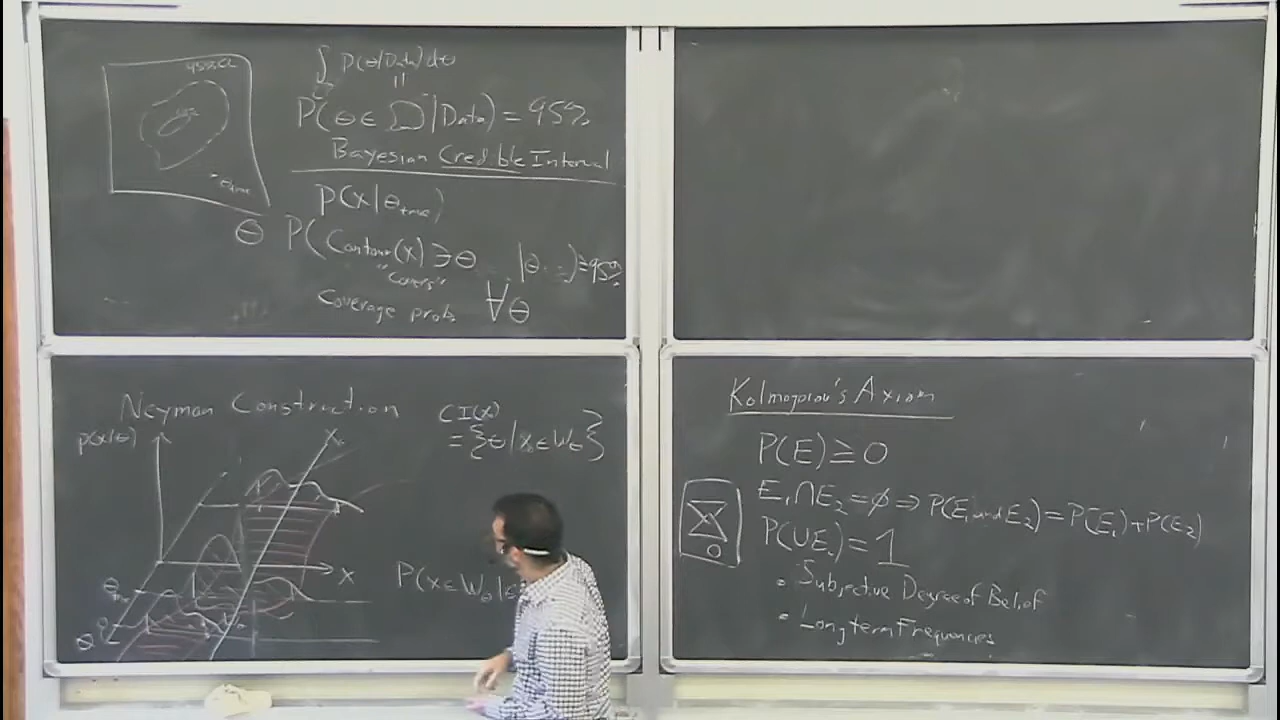 95% CL
∫ P(θ|Data)dθ
P(θ∈ |Data) = 95%
Bayesian Credible Interval
θtrue
P(x|θtrue)
θ
P(Contour(x)∋θ |θ...)≥95%
"Covers"
Coverage prob. ∀θ
Neyman Construction
p(x|θ)
CI(x)
= {θ|x₀∈Wθ}
X₀
X
θtrue
θ
P(x∈Wθ|
Kolmogorov's Axiom
P(E)≥0
E₁∩E₂=∅⇒P(E₁ and E₂)=P(E₁)+P(E₂)
P(∪Eᵢ)=1
• Subjective Degree of Belief
• Long term Frequencies